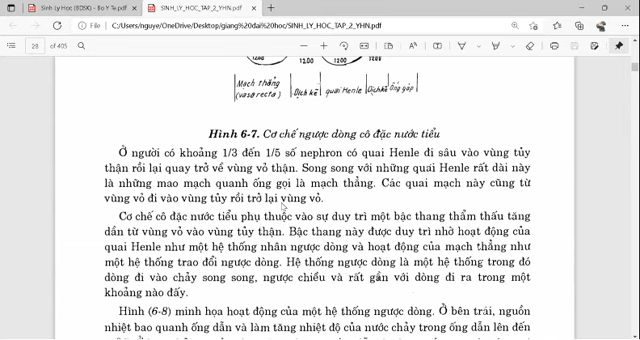 Sinh Ly Hoc (BDSK) - Bo Y Te.pdf
SINH_LY_HOC_TAP_2_YHN.pdf
File | C:/Users/nguye/OneDrive/Desktop/giang%20dai%20hoc/SINH_LY_HOC_TAP_2_YHN.pdf
28 of 405
1200 1200 1200 1200
Mạch thẳng
(vasa recta)
Dịch kẽ
quai Henle
Dịch kẽ
Ống góp
Hình 6-7. Cơ chế ngược dòng cô đặc nước tiểu
Ở người có khoảng 1/3 đến 1/5 số nephron có quai Henle đi sâu vào vùng tủy
thận rồi lại quay trở về vùng vỏ thận. Song song với những quai Henle rất dài này
là những mao mạch quanh ống gọi là mạch thẳng. Các quai mạch này cũng từ
vùng vỏ đi vào vùng tủy rồi trở lại vùng vỏ.
Cơ chế cô đặc nước tiểu phụ thuộc vào sự duy trì một bậc thang thẩm thấu tăng
dần từ vùng vỏ vào vùng tủy thận. Bậc thang này được duy trì nhờ hoạt động của
quai Henle như một hệ thống nhân ngược dòng và hoạt động của mạch thẳng như
một hệ thống trao đổi ngược dòng. Hệ thống ngược dòng là một hệ thống trong đó
dòng đi vào chảy song song, ngược chiều và rất gần với dòng đi ra trong một
khoảng nào đấy.
Hình (6-8) minh họa hoạt động của một hệ thống ngược dòng. Ở bên trái, nguồn
nhiệt bao quanh ống dẫn và làm tăng nhiệt độ của nước chảy trong ống dẫn lên đến